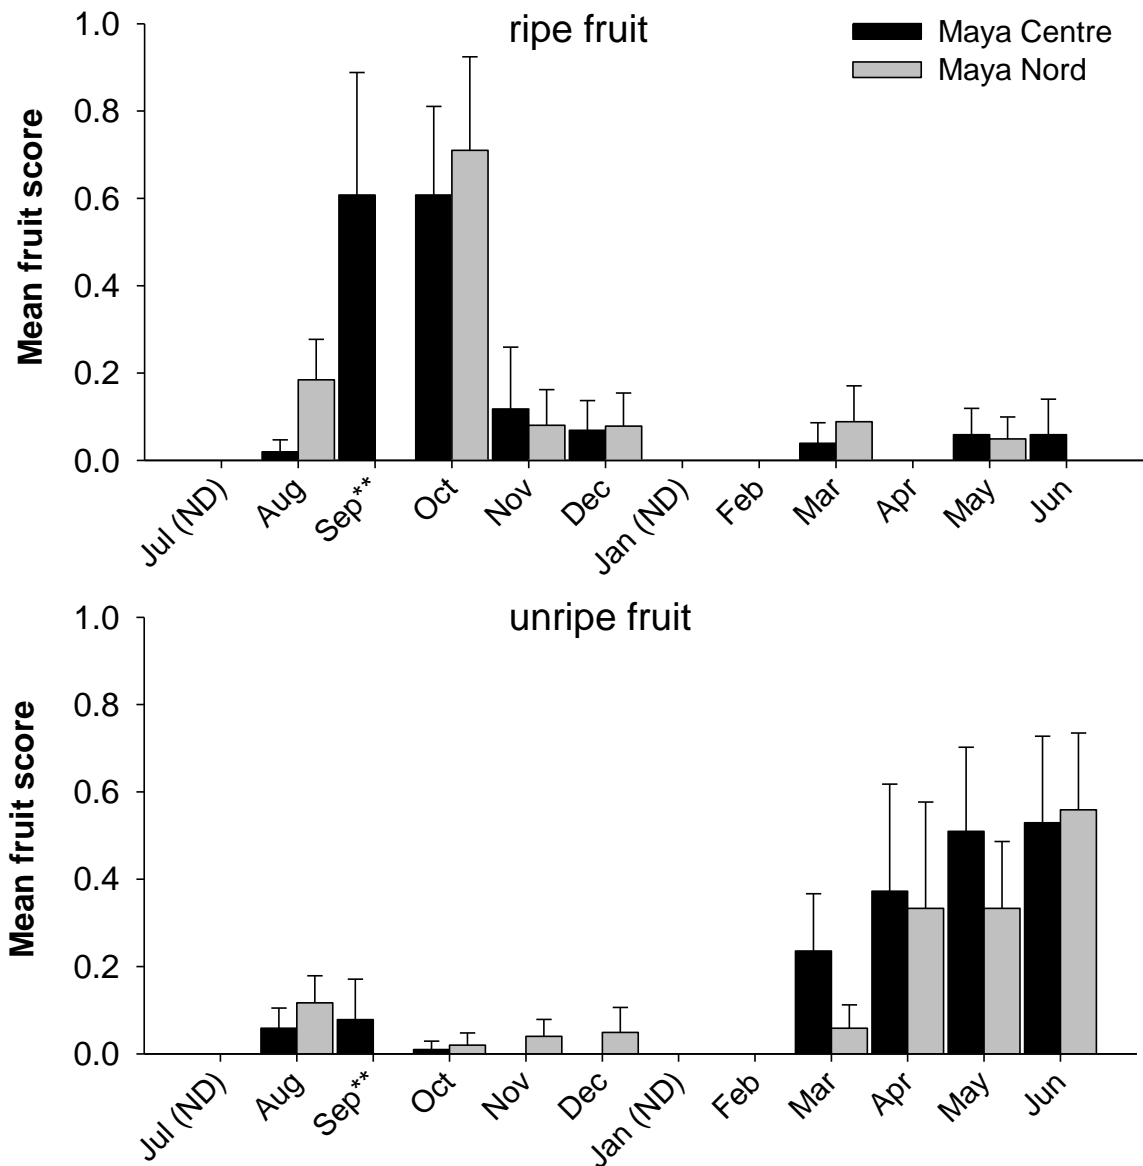 ripe fruit
Maya Centre
Maya Nord
Mean fruit score
1.0
0.8
0.6
0.4
0.2
0.0
Jul (ND)
Aug
Sep**
Oct
Nov
Dec
Jan (ND)
Feb
Mar
Apr
May
Jun
unripe fruit
Mean fruit score
1.0
0.8
0.6
0.4
0.2
0.0
Jul (ND)
Aug
Sep**
Oct
Nov
Dec
Jan (ND)
Feb
Mar
Apr
May
Jun